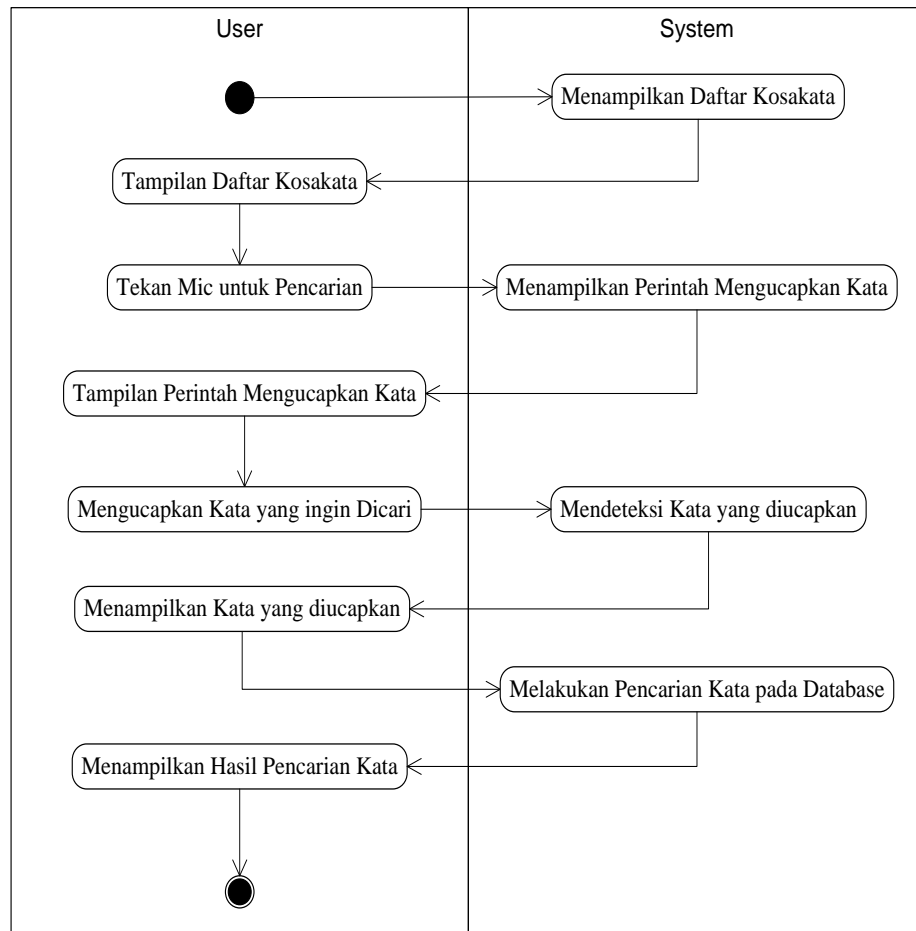 User
System
Menampilkan Daftar Kosakata
Tampilan Daftar Kosakata
Tekan Mic untuk Pencarian
Menampilkan Perintah Mengucapkan Kata
Tampilan Perintah Mengucapkan Kata
Mengucapkan Kata yang ingin Dicari
Mendeteksi Kata yang diucapkan
Menampilkan Kata yang diucapkan
Melakukan Pencarian Kata pada Database
Menampilkan Hasil Pencarian Kata